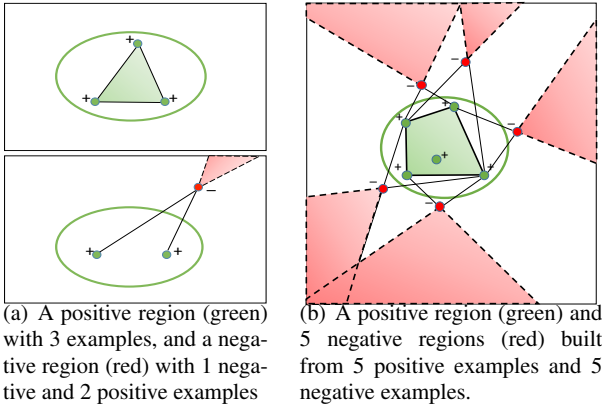 +
+
+
+
+
−
(a) A positive region (green)
with 3 examples, and a nega-
tive region (red) with 1 nega-
tive and 2 positive examples
−
−
−
+
+
+
+
+
−
−
(b) A positive region (green) and
5 negative regions (red) built
from 5 positive examples and 5
negative examples.